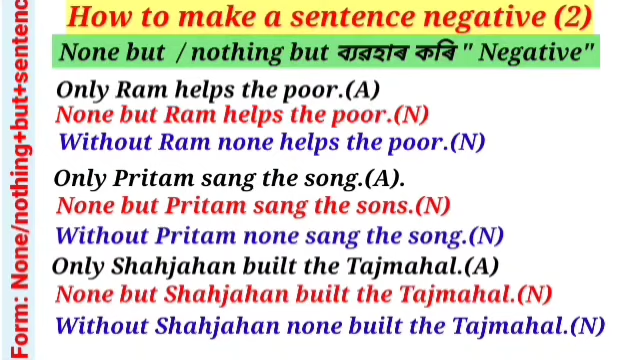 How to make a sentence negative (2)
None but / nothing but ব্যৱহাৰ কৰি " Negative"
Only Ram helps the poor.(A)
None but Ram helps the poor.(N)
Without Ram none helps the poor.(N)
Only Pritam sang the song.(A).
None but Pritam sang the sons.(N)
Without Pritam none sang the song.(N)
Only Shahjahan built the Tajmahal.(A)
None but Shahjahan built the Tajmahal.(N)
Without Shahjahan none built the Tajmahal.(N)
Form: None/nothing+but+sentenc